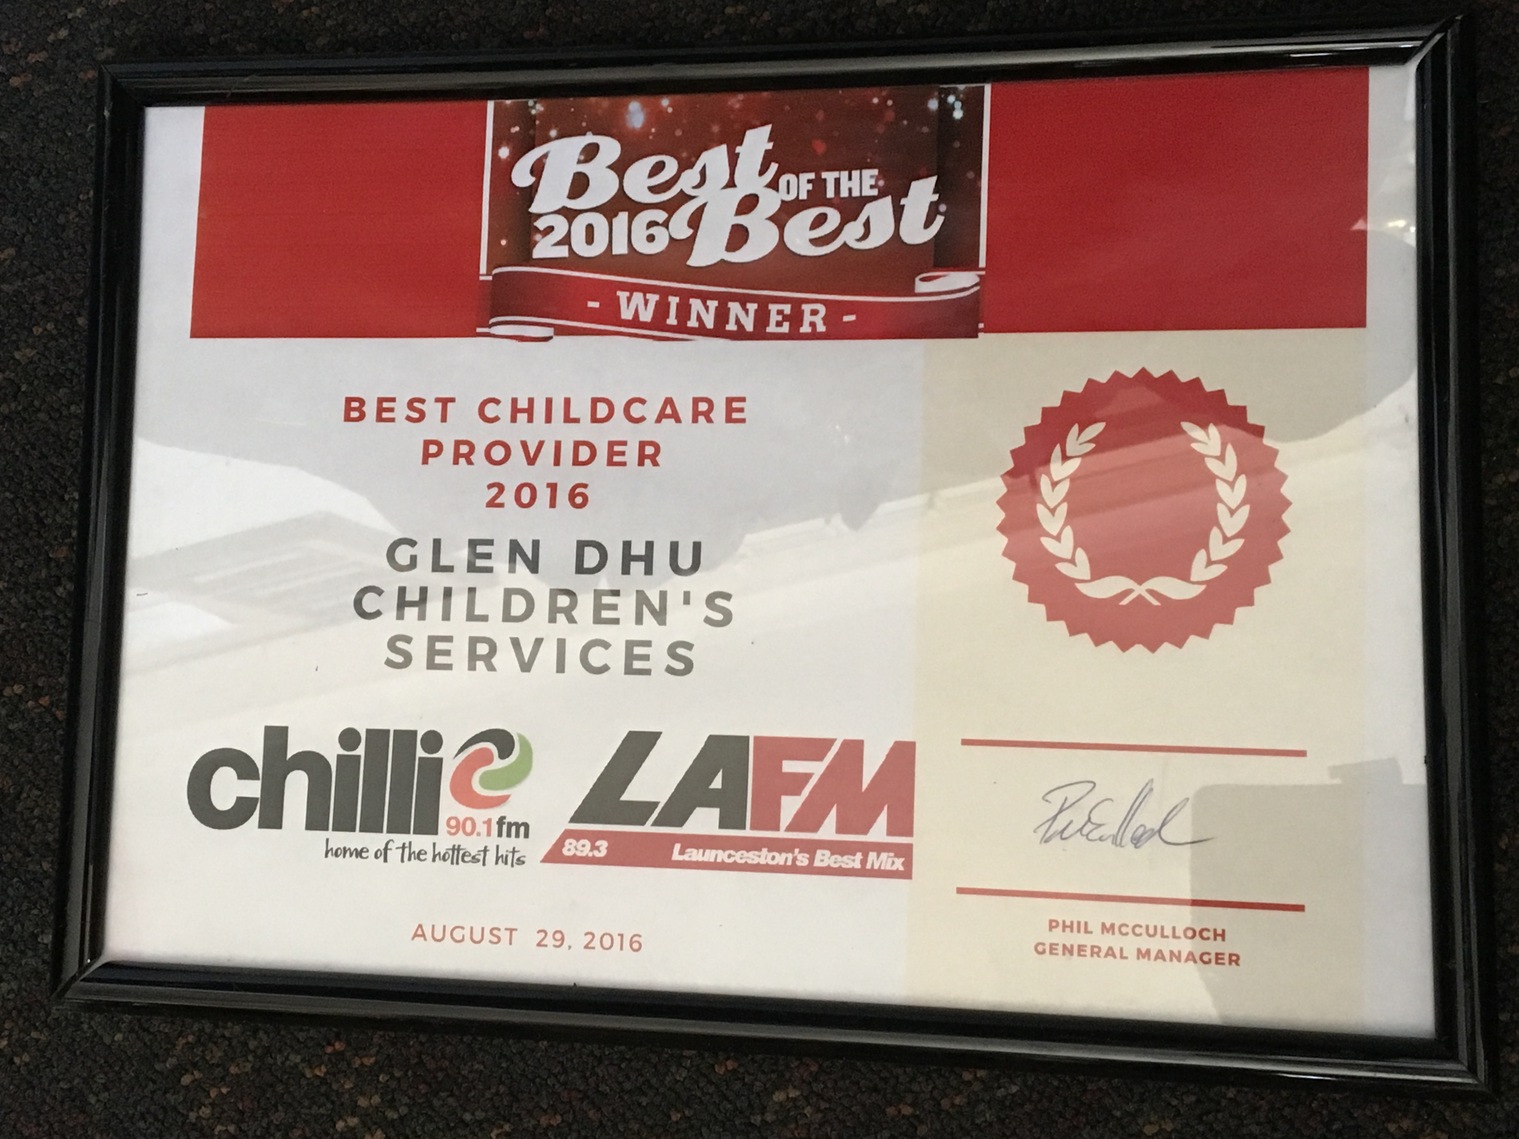 Best OF THE
2016 Best
- WINNER -
BEST CHILDCARE
PROVIDER
2016
GLEN DHU
CHILDREN'S
SERVICES
chilli
90.1fm
home of the hottest hits
LAFM
89.3 Launceston's Best Mix
AUGUST 29, 2016
PHIL MCCULLOCH
GENERAL MANAGER